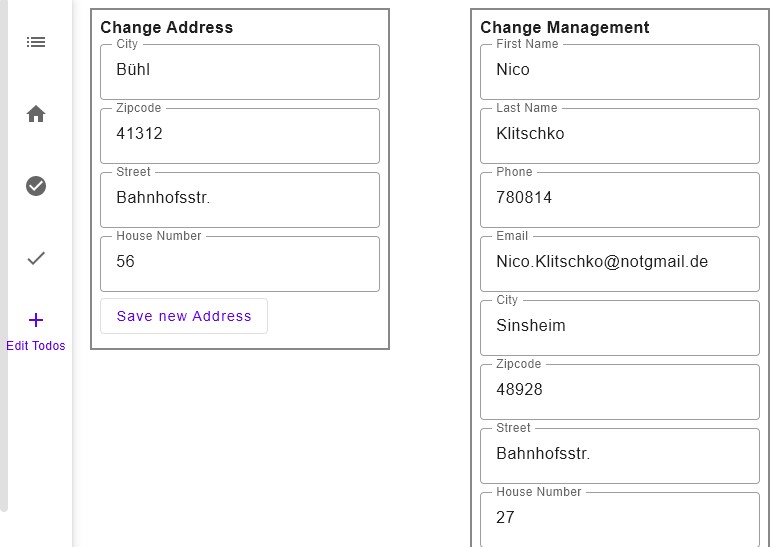 Edit Todos
Change Address
City
Bühl
Zipcode
41312
Street
Bahnhofsstr.
House Number
56
Save new Address
Change Management
First Name
Nico
Last Name
Klitschko
Phone
780814
Email
Nico.Klitschko@notgmail.de
City
Sinsheim
Zipcode
48928
Street
Bahnhofsstr.
House Number
27